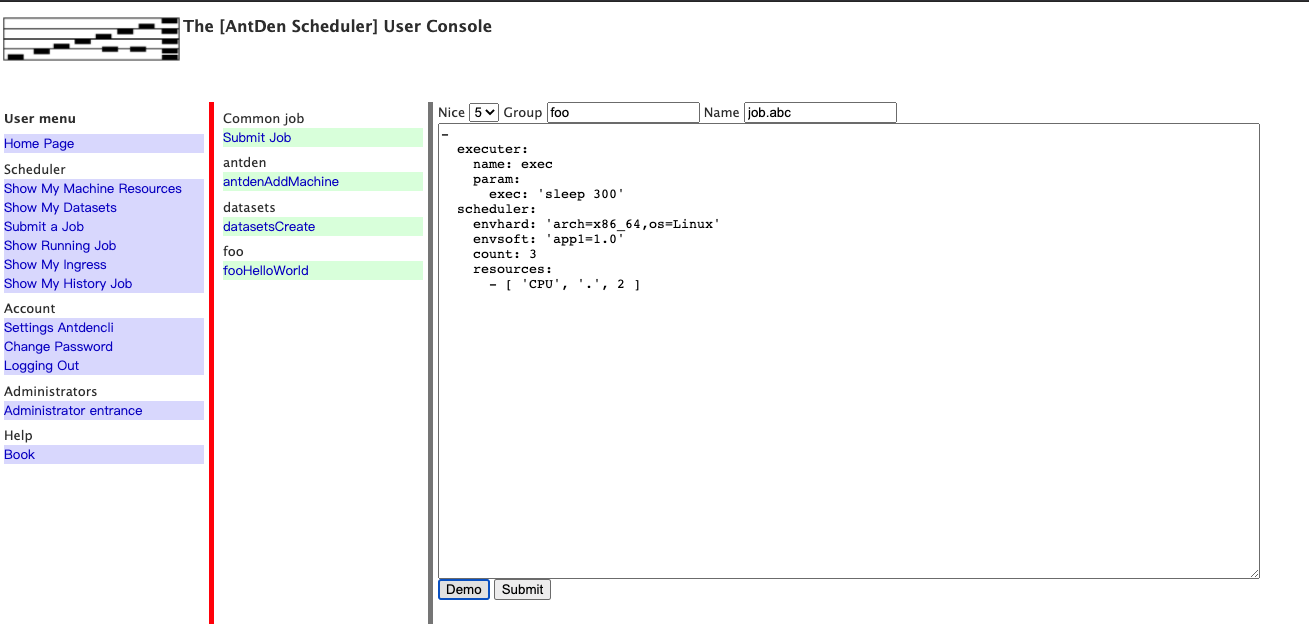 The [AntDen Scheduler] User Console
User menu
Home Page
Scheduler
Show My Machine Resources
Show My Datasets
Submit a Job
Show Running Job
Show My Ingress
Show My History Job
Account
Settings Antdencli
Change Password
Logging Out
Administrators
Administrator entrance
Help
Book
Common job
Submit Job
antden
antdenAddMachine
datasets
datasetsCreate
foo
fooHelloWorld
Nice 5 Group foo Name job.abc
-
  executer:
    name: exec
    param:
      exec: 'sleep 300'
  scheduler:
    envhard: 'arch=x86_64,os=Linux'
    envsoft: 'app1=1.0'
    count: 3
    resources:
      - [ 'CPU', '.', 2 ]
Demo Submit